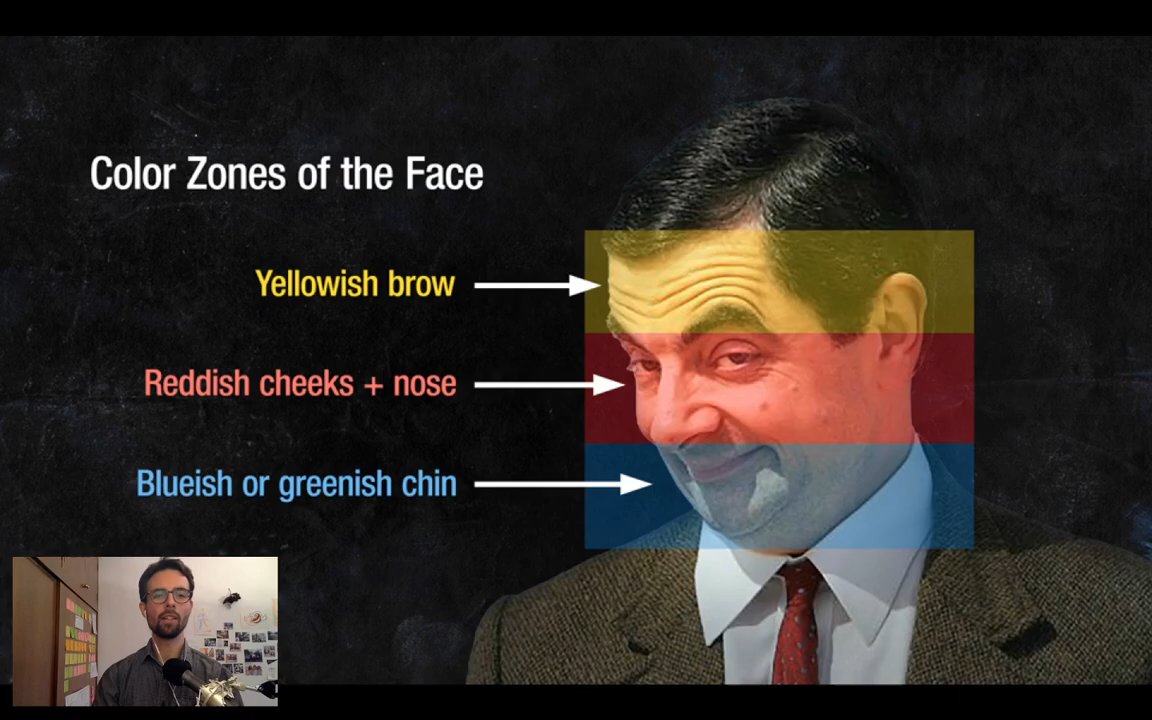 Color Zones of the Face
Yellowish brow
Reddish cheeks + nose
Blueish or greenish chin